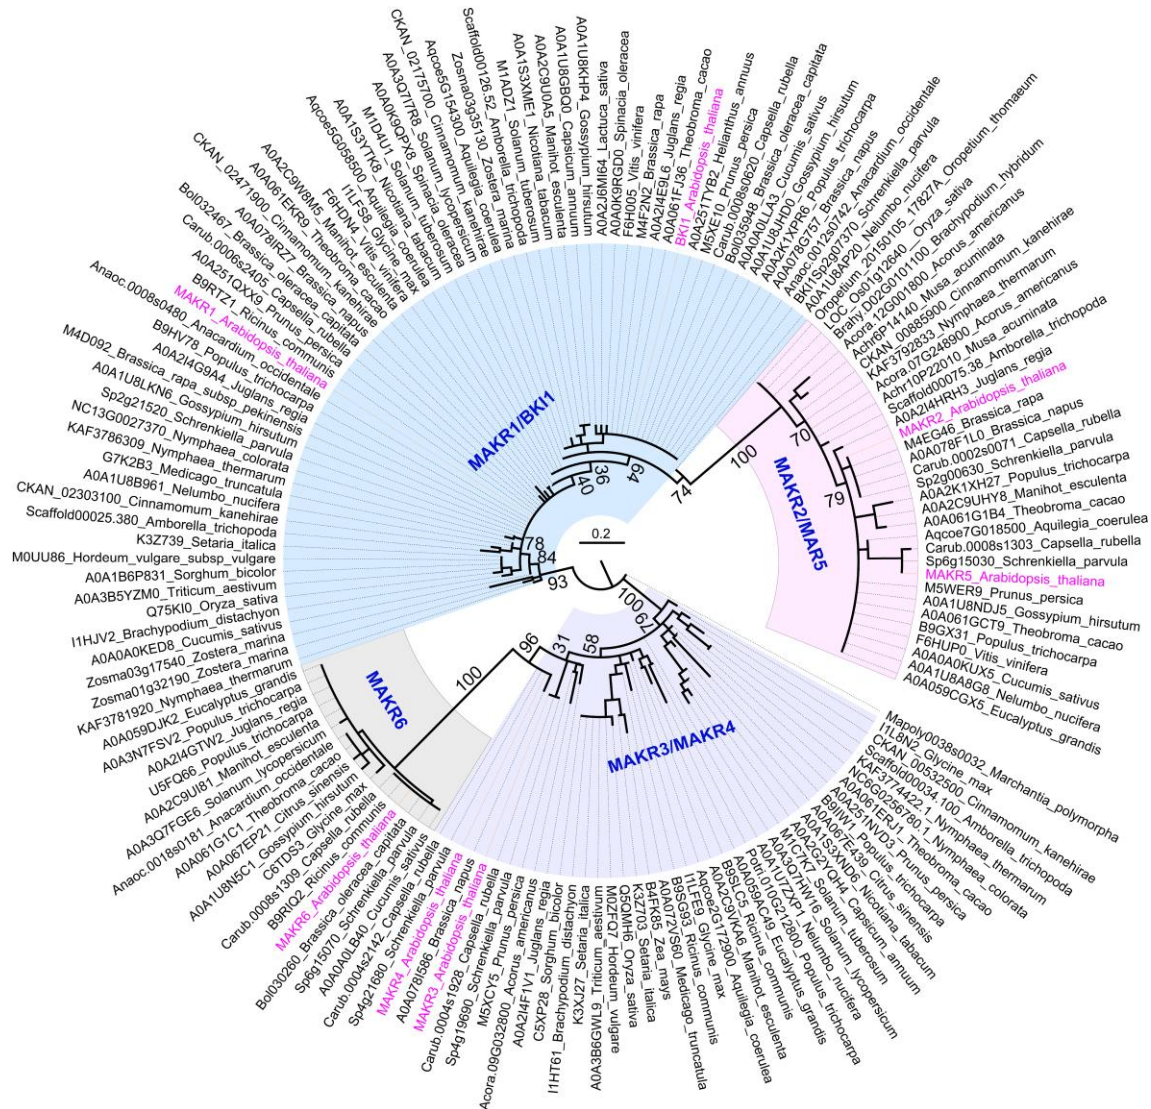 A0A2J6M964_Lactuca_sativa
A0A0K9RGD0_Spinacia_oleracea
F6H005_Vitis_vinifera
M4F2N2_Brassica_rapa
A0A2I4E9L6_Juglans_regia
A0A061FJ36_Theobroma_cacao
BKI1_Arabidopsis_thaliana
A0A251TYB2_Helianthus_annuus
M5XE10_Prunus_persica
Carub.0008s0620_Capsella_rubella
Bol035948_Brassica_oleracea_capitata
A0A0A0LLA3_Cucumis_sativus
A0A1U8JHD0_Gossypium_hirsutum
A0A2K1XPR6_Populus_trichocarpa
A0A078G757_Brassica_napus
Anaoc.0012s0742_Anacardium_occidentale
BKI1Sp2g07370_Schrenkiella_parvula
A0A1U8AP20_Nelumbo_nucifera
Oropetium_20150105_17827A_Oropetium_thomaeum
LOC_Os01g12640__Oryza_sativa
Brahy.D02G0101100_Brachypodium_hybridum
Acora.12G001800_Acorus_americanus
Achr6P14140_Musa_acuminata
CKAN_00885900_Cinnamomum_kanehirae
KAF3792833_Nymphaea_thermarum
Acora.07G248900_Acorus_americanus
Achr10P22010_Musa_acuminata
Scaffold00075.38_Amborella_trichopoda
A0A2I4HRH3_Juglans_regia
MAKR2_Arabidopsis_thaliana
M4EG46_Brassica_rapa
A0A078F1L0_Brassica_napus
Carub.0002s0071_Capsella_rubella
Sp2g00630_Schrenkiella_parvula
A0A2K1XH27_Populus_trichocarpa
A0A2C9UHY8_Manihot_esculenta
A0A061G1B4_Theobroma_cacao
Aqcoe7G018500_Aquilegia_coerulea
Carub.0008s1303_Capsella_rubella
Sp6g15030_Schrenkiella_parvula
MAKR5_Arabidopsis_thaliana
M5WER9_Prunus_persica
A0A1U8NDJ5_Gossypium_hirsutum
A0A061GCT9_Theobroma_cacao
B9GX31_Populus_trichocarpa
F6HUP0_Vitis_vinifera
A0A0A0KUX5_Cucumis_sativus
A0A1U8A8G8_Nelumbo_nucifera
A0A059CGX5_Eucalyptus_grandis
Mapoly0038s0032_Marchantia_polymorpha
I1L8N2_Glycine_max
CKAN_00532500_Cinnamomum_kanehirae
Scaffold00034.100_Amborella_trichopoda
KAF3774422.1_Nymphaea_thermarum
NC6G0256780.1_Nymphaea_colorata
A0A061ERJ1_Theobroma_cacao
A0A251NVD3_Prunus_persica
B9IIW1_Populus_trichocarpa
A0A067E439_Citrus_sinensis
A0A1S3XND6_Nicotiana_tabacum
A0A2G2YQH4_Capsicum_annuum
M1C7K7_Solanum_tuberosum
A0A3Q7HW16_Solanum_lycopersicum
A0A1U7ZXP1_Nelumbo_nucifera
Potri.010G212800_Populus_trichocarpa
A0A059AC49_Eucalyptus_grandis
B9SLC5_Ricinus_communis
A0A2C9VKA6_Manihot_esculenta
Aqcoe2G172900_Aquilegia_coerulea
I1LFE9_Glycine_max
B9SG93_Ricinus_communis
A0A072VS60_Medicago_truncatula
B4FK85_Zea_mays
K3Z703_Setaria_italica
Q5QMH6_Oryza_sativa
M0ZFQ7_Hordeum_vulgare
A0A3B6GWL9_Triticum_aestivum
K3XJ27_Setaria_italica
I1HT61_Brachypodium_distachyon
C5XP28_Sorghum_bicolor
A0A2I4F1V1_Juglans_regia
Acora.09G032800_Acorus_americanus
M5XCY5_Prunus_persica
Sp4g19690_Schrenkiella_parvula
Carub.0004s1928_Capsella_rubella
MAKR3_Arabidopsis_thaliana
A0A078I586_Brassica_napus
MAKR4_Arabidopsis_thaliana
Sp4g21680_Schrenkiella_parvula
Carub.0004s2142_Capsella_rubella
A0A0A0LB40_Cucumis_sativus
Sp6g15070_Schrenkiella_parvula
Bol030260_Brassica_oleracea_capitata
MAKR6_Arabidopsis_thaliana
B9RIQ2_Ricinus_communis
Carub.0008s1309_Capsella_rubella
C6TDS3_Glycine_max
A0A1U8N5C1_Gossypium_hirsutum
A0A067EP21_Citrus_sinensis
A0A061G1C1_Theobroma_cacao
Anaoc.0018s0181_Anacardium_occidentale
A0A3Q7FGE6_Solanum_lycopersicum
A0A2C9UI81_Manihot_esculenta
U5FQ66_Populus_trichocarpa
A0A2I4GTW2_Juglans_regia
A0A3N7FSV2_Populus_trichocarpa
A0A059DJK2_Eucalyptus_grandis
KAF3781920_Nymphaea_thermarum
Zosma01g32190_Zostera_marina
Zosma03g17540_Zostera_marina
A0A0A0KED8_Cucumis_sativus
I1HJV2_Brachypodium_distachyon
Q75KI0_Oryza_sativa
A0A3B5YZM0_Triticum_aestivum
A0A1B6P831_Sorghum_bicolor
M0UU86_Hordeum_vulgare_subsp_vulgare
K3Z739_Setaria_italica
Scaffold00025.380_Amborella_trichopoda
CKAN_02303100_Cinnamomum_kanehirae
A0A1U8B961_Nelumbo_nucifera
G7K2B3_Medicago_truncatula
KAF3786309_Nymphaea_thermarum
NC13G0027370_Nymphaea_colorata
Sp2g21520_Schrenkiella_parvula
A0A1U8LKN6_Gossypium_hirsutum
M4D092_Brassica_rapa_subsp_pekinensis
A0A2I4G9A4_Juglans_regia
B9HV78_Populus_trichocarpa
Anaoc.0008s0480_Anacardium_occidentale
MAKR1_Arabidopsis_thaliana
B9RTZ1_Ricinus_communis
A0A251QXX9_Prunus_persica
Carub.0006s2405_Capsella_rubella
Bol032467_Brassica_oleracea_capitata
A0A078IRZ7_Brassica_napus
CKAN_02471900_Cinnamomum_kanehirae
A0A061EKR9_Theobroma_cacao
A0A2C9W8M5_Manihot_esculenta
F6HDN4_Vitis_vinifera
I1LFS8_Glycine_max
Aqcoe5G058500_Aquilegia_coerulea
A0A1S3YTK8_Nicotiana_tabacum
M1D4U1_Solanum_tuberosum
A0A3Q7I7R8_Solanum_lycopersicum
A0A0K9QPX8_Spinacia_oleracea
CKAN_02175700_Cinnamomum_kanehirae
Aqcoe5G154300_Aquilegia_coerulea
Zosma03g35130_Zostera_marina
Scaffold00126.52_Amborella_trichopoda
M1ADZ1_Solanum_tuberosum
A0A1S3XME1_Nicotiana_tabacum
A0A2C9U0A5_Manihot_esculenta
A0A1U8GBQ0_Capsicum_annuum
A0A1U8KHP4_Gossypium_hirsutum
MAKR1/BKI1
MAKR2/MAR5
MAKR3/MAKR4
MAKR6
36
64
40
74
100
70
79
78
84
93
0.2
100
79
58
31
96
100